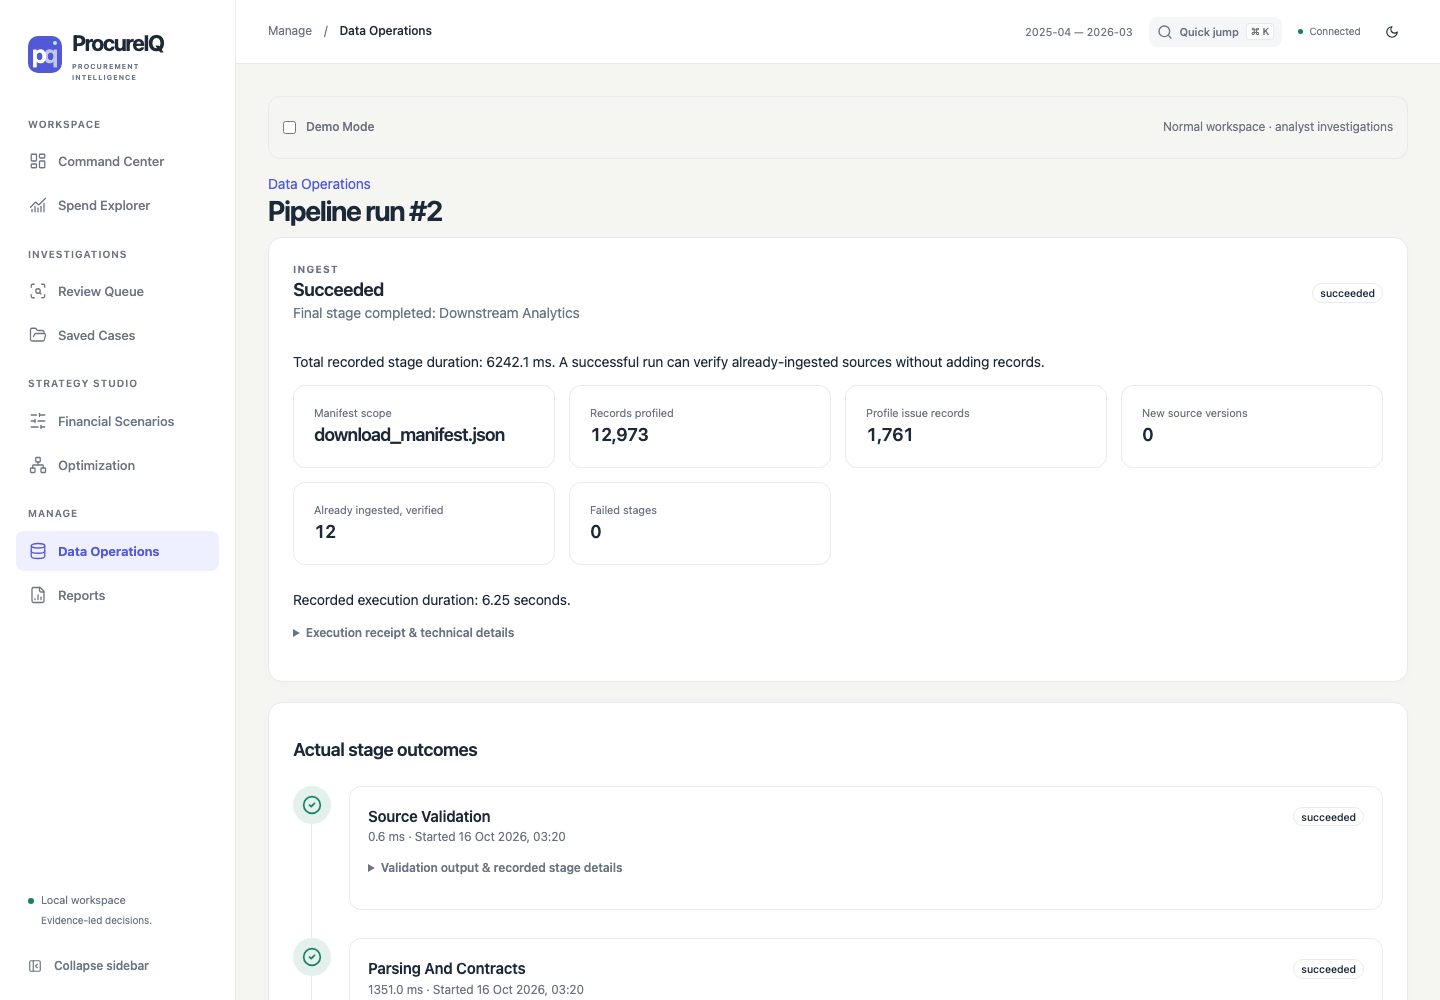 Manage / Data Operations
2025-04 — 2026-03
Quick jump ⌘ K
Connected
pq
ProcureIQ
PROCUREMENT
INTELLIGENCE
WORKSPACE
Command Center
Spend Explorer
INVESTIGATIONS
Review Queue
Saved Cases
STRATEGY STUDIO
Financial Scenarios
Optimization
MANAGE
Data Operations
Reports
Local workspace
Evidence-led decisions.
Collapse sidebar
Demo Mode
Normal workspace · analyst investigations
Data Operations
Pipeline run #2
INGEST
Succeeded
succeeded
Final stage completed: Downstream Analytics
Total recorded stage duration: 6242.1 ms. A successful run can verify already-ingested sources without adding records.
Manifest scope
download_manifest.json
Records profiled
12,973
Profile issue records
1,761
New source versions
0
Already ingested, verified
12
Failed stages
0
Recorded execution duration: 6.25 seconds.
Execution receipt & technical details
Actual stage outcomes
Source Validation
succeeded
0.6 ms · Started 16 Oct 2026, 03:20
Validation output & recorded stage details
Parsing And Contracts
succeeded
1351.0 ms · Started 16 Oct 2026, 03:20